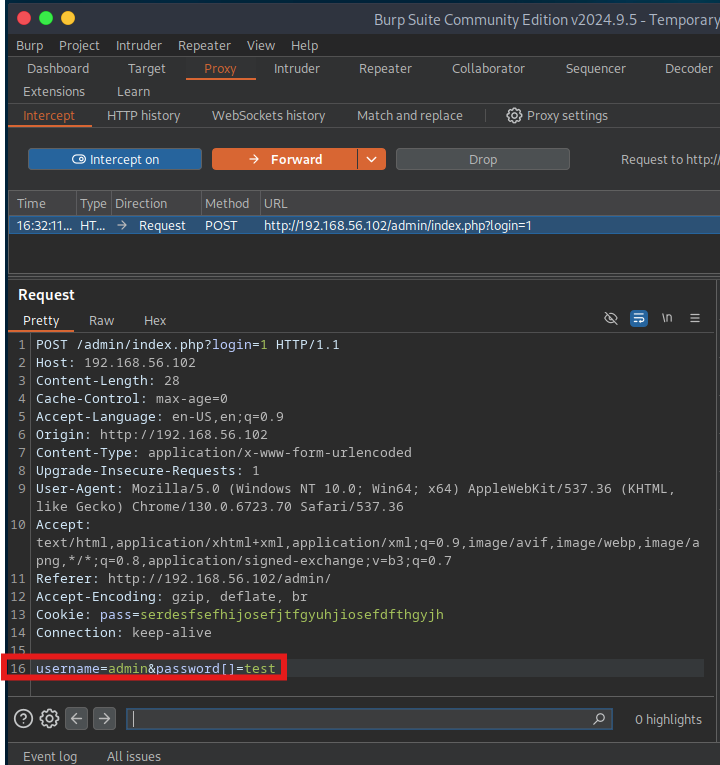 Burp Suite Community Edition v2024.9.5 - Temporary
Burp Project Intruder Repeater View Help
Dashboard Target Proxy Intruder Repeater Collaborator Sequencer Decoder
Extensions Learn
Intercept HTTP history WebSockets history Match and replace Proxy settings
Intercept on Forward Drop Request to http:/
Time Type Direction Method URL
16:32:11... HT... → Request POST http://192.168.56.102/admin/index.php?login=1
Request
Pretty Raw Hex \n
1 POST /admin/index.php?login=1 HTTP/1.1
2 Host: 192.168.56.102
3 Content-Length: 28
4 Cache-Control: max-age=0
5 Accept-Language: en-US,en;q=0.9
6 Origin: http://192.168.56.102
7 Content-Type: application/x-www-form-urlencoded
8 Upgrade-Insecure-Requests: 1
9 User-Agent: Mozilla/5.0 (Windows NT 10.0; Win64; x64) AppleWebKit/537.36 (KHTML,
like Gecko) Chrome/130.0.6723.70 Safari/537.36
10 Accept:
text/html,application/xhtml+xml,application/xml;q=0.9,image/avif,image/webp,image/a
png,*/*;q=0.8,application/signed-exchange;v=b3;q=0.7
11 Referer: http://192.168.56.102/admin/
12 Accept-Encoding: gzip, deflate, br
13 Cookie: pass=serdesfsefhijosefjtfgyuhjiosefdfthgyjh
14 Connection: keep-alive
15
16 username=admin&password[]=test
0 highlights
Event log All issues